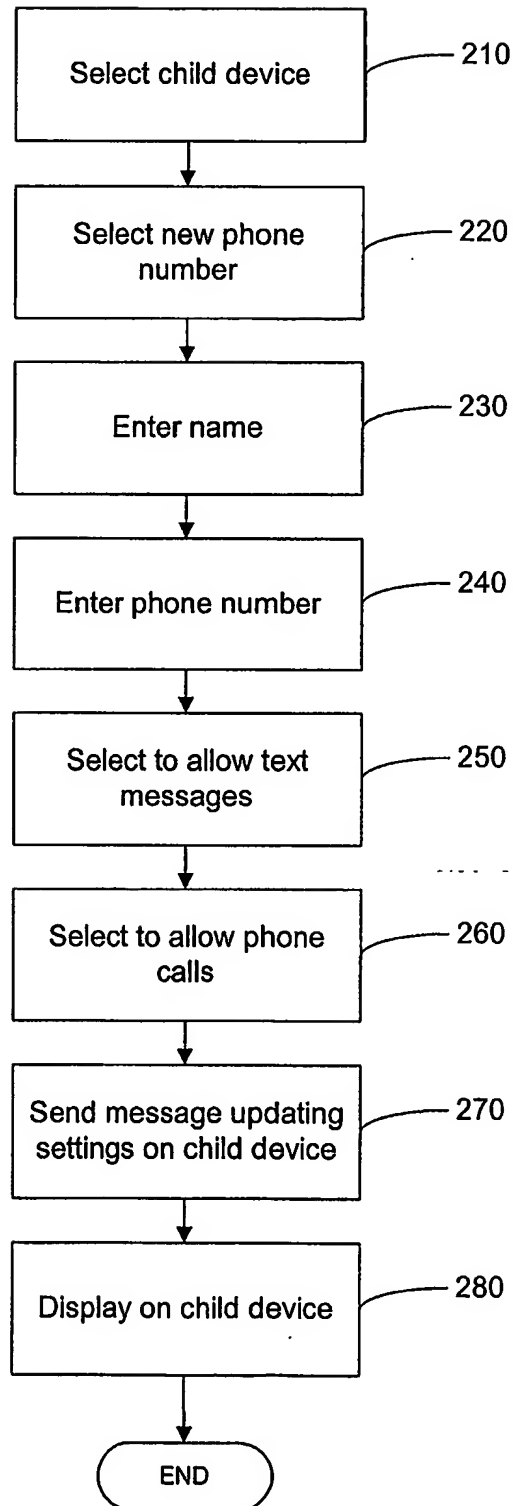 Select child device
210
Select new phone
number
220
Enter name
230
Enter phone number
240
Select to allow text
messages
250
Select to allow phone
calls
260
Send message updating
settings on child device
270
Display on child device
280
END